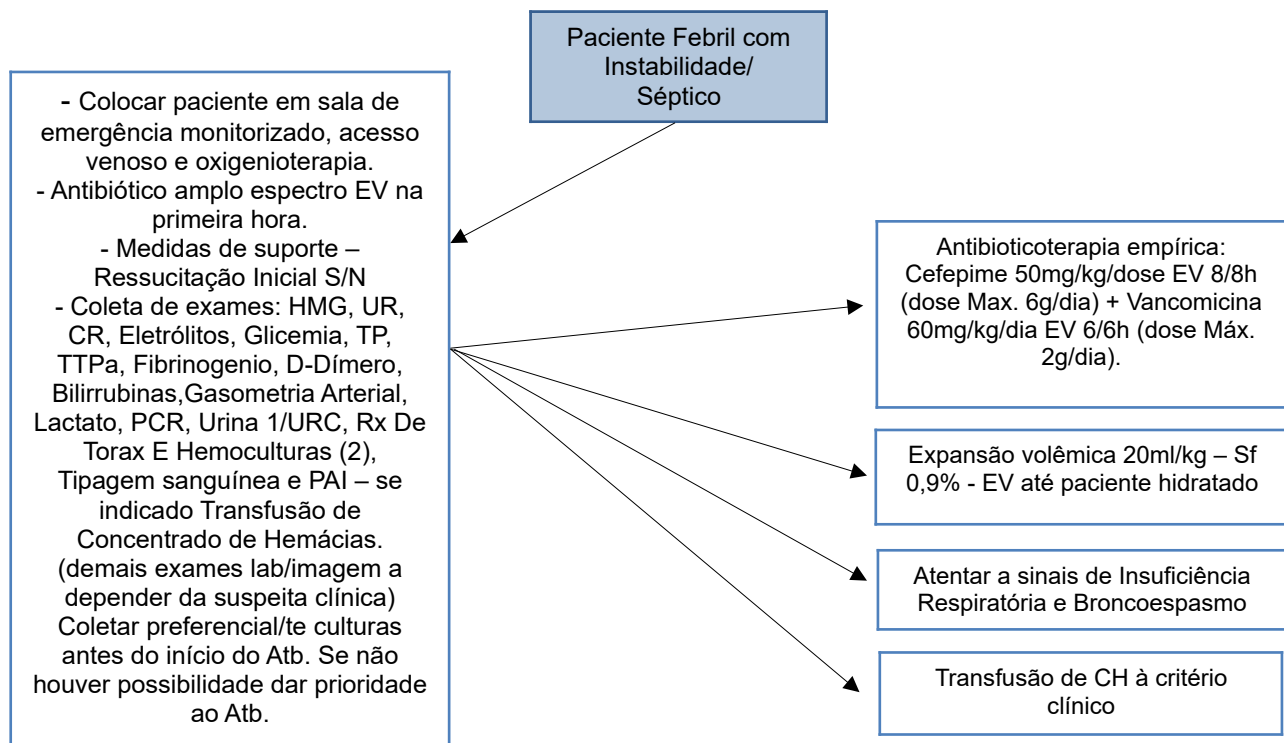 Paciente Febril com
Instabilidade/
Séptico
- Colocar paciente em sala de
emergência monitorizado, acesso
venoso e oxigenioterapia.
- Antibiótico amplo espectro EV na
primeira hora.
- Medidas de suporte –
Ressucitação Inicial S/N
- Coleta de exames: HMG, UR,
CR, Eletrólitos, Glicemia, TP,
TTPa, Fibrinogenio, D-Dímero,
Bilirrubinas,Gasometria Arterial,
Lactato, PCR, Urina 1/URC, Rx De
Torax E Hemoculturas (2),
Tipagem sanguínea e PAI – se
indicado Transfusão de
Concentrado de Hemácias.
(demais exames lab/imagem a
depender da suspeita clínica)
Coletar preferencial/te culturas
antes do início do Atb. Se não
houver possibilidade dar prioridade
ao Atb.
Antibioticoterapia empírica:
Cefepime 50mg/kg/dose EV 8/8h
(dose Max. 6g/dia) + Vancomicina
60mg/kg/dia EV 6/6h (dose Máx.
2g/dia).
Expansão volêmica 20ml/kg – Sf
0,9% - EV até paciente hidratado
Atentar a sinais de Insuficiência
Respiratória e Broncoespasmo
Transfusão de CH à critério
clínico